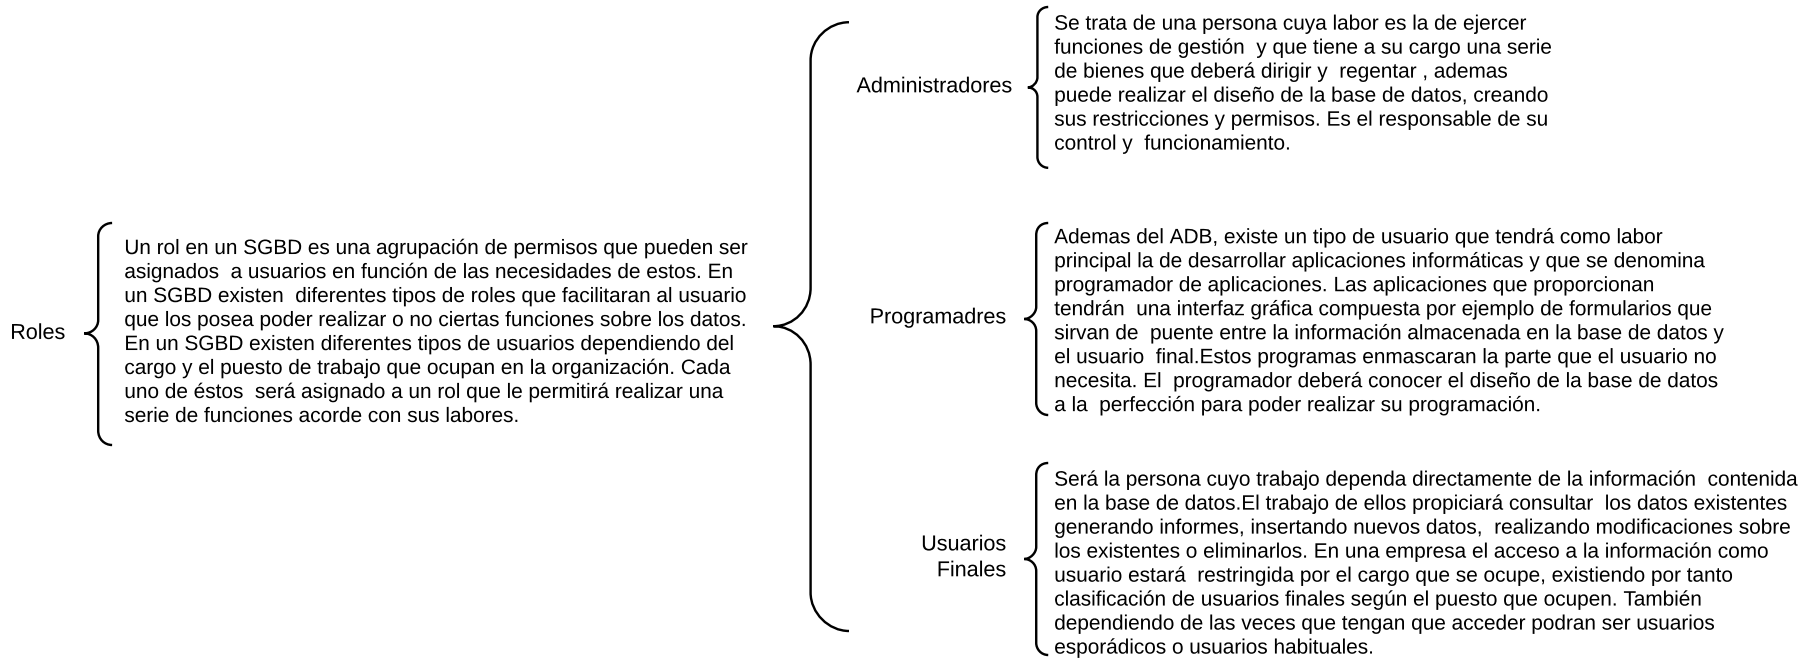 Roles
Un rol en un SGBD es una agrupación de permisos que pueden ser
asignados  a usuarios en función de las necesidades de estos. En
un SGBD existen  diferentes tipos de roles que facilitaran al usuario
que los posea poder realizar o no ciertas funciones sobre los datos.
En un SGBD existen diferentes tipos de usuarios dependiendo del
cargo y el puesto de trabajo que ocupan en la organización. Cada
uno de éstos  será asignado a un rol que le permitirá realizar una
serie de funciones acorde con sus labores.
Administradores
Se trata de una persona cuya labor es la de ejercer
funciones de gestión  y que tiene a su cargo una serie
de bienes que deberá dirigir y  regentar , ademas
puede realizar el diseño de la base de datos, creando
sus restricciones y permisos. Es el responsable de su
control y  funcionamiento.
Programadres
Ademas del ADB, existe un tipo de usuario que tendrá como labor
principal la de desarrollar aplicaciones informáticas y que se denomina
programador de aplicaciones. Las aplicaciones que proporcionan
tendrán  una interfaz gráfica compuesta por ejemplo de formularios que
sirvan de  puente entre la información almacenada en la base de datos y
el usuario  final.Estos programas enmascaran la parte que el usuario no
necesita. El  programador deberá conocer el diseño de la base de datos
a la  perfección para poder realizar su programación.
Usuarios
Finales
Será la persona cuyo trabajo dependa directamente de la información  contenida
en la base de datos.El trabajo de ellos propiciará consultar  los datos existentes
generando informes, insertando nuevos datos,  realizando modificaciones sobre
los existentes o eliminarlos. En una empresa el acceso a la información como
usuario estará  restringida por el cargo que se ocupe, existiendo por tanto
clasificación de usuarios finales según el puesto que ocupen. También
dependiendo de las veces que tengan que acceder podran ser usuarios
esporádicos o usuarios habituales.